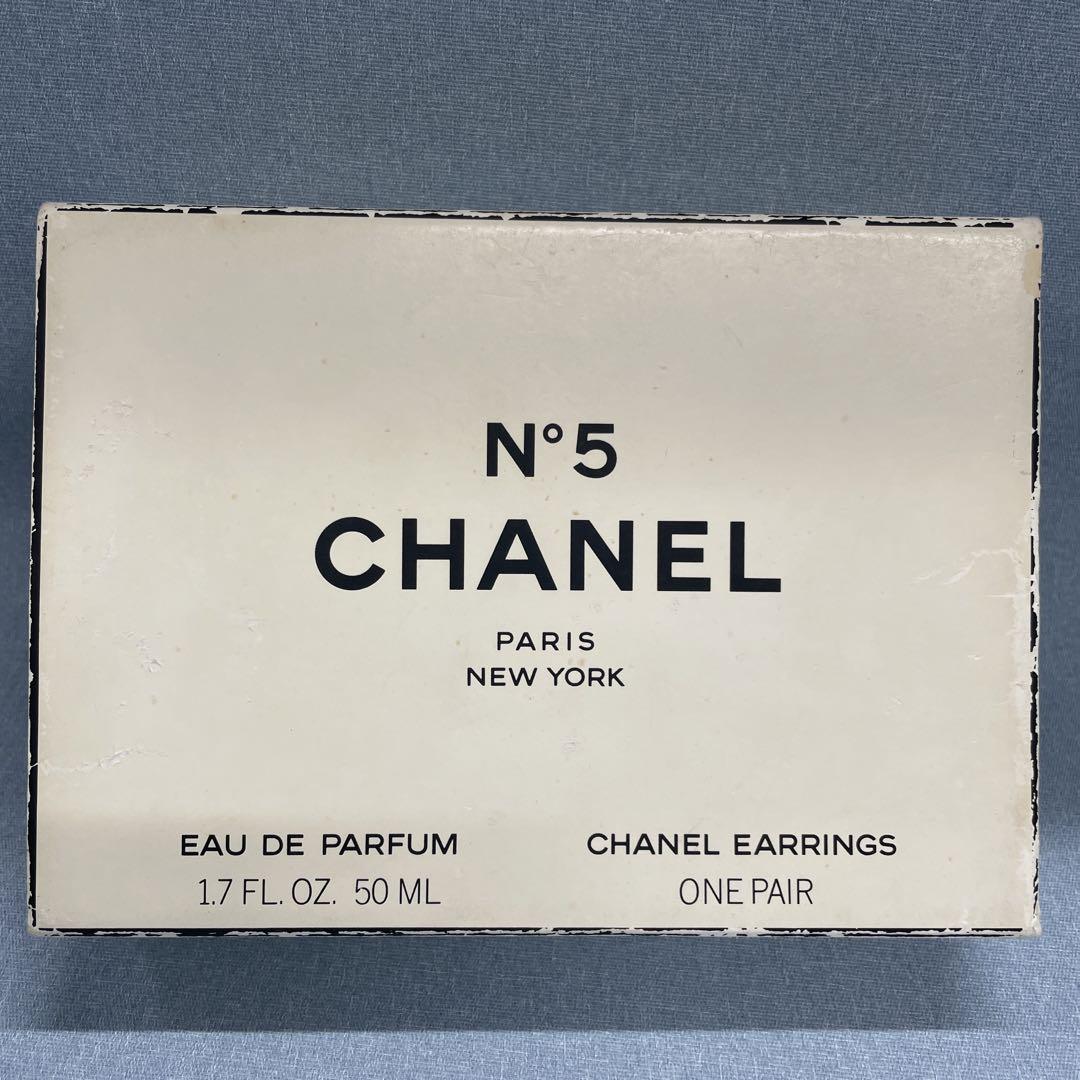 N°5
CHANEL
PARIS
NEW YORK
EAU DE PARFUM
1.7 FL. OZ. 50 ML
CHANEL EARRINGS
ONE PAIR